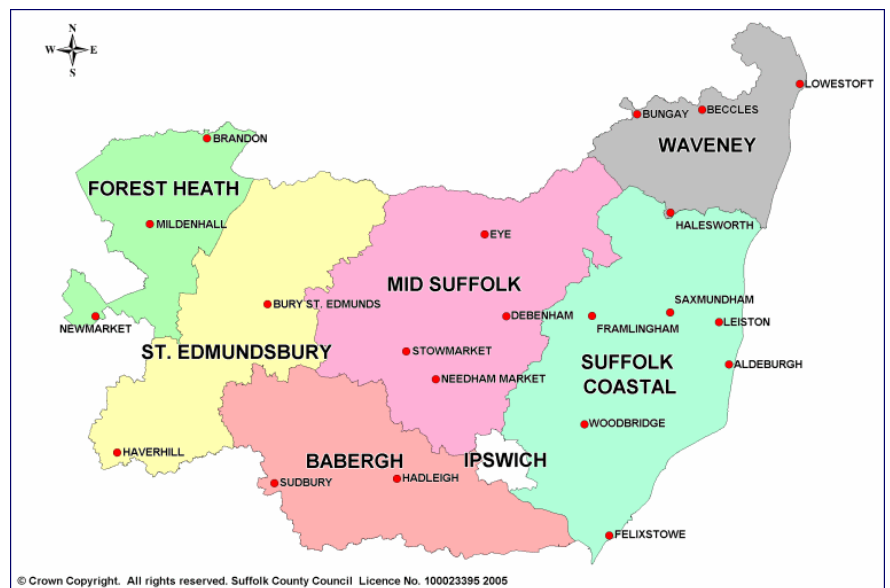 N
W E
S
LOWESTOFT
BECCLES
BUNGAY
WAVENEY
BRANDON
FOREST HEATH
MILDENHALL
HALESWORTH
EYE
MID SUFFOLK
BURY ST. EDMUNDS
SAXMUNDHAM
DEBENHAM
LEISTON
NEWMARKET
FRAMLINGHAM
ST. EDMUNDSBURY
STOWMARKET
SUFFOLK
COASTAL
ALDEBURGH
NEEDHAM MARKET
WOODBRIDGE
HAVERHILL
BABERGH
IPSWICH
HADLEIGH
SUDBURY
FELIXSTOWE
© Crown Copyright. All rights reserved. Suffolk County Council Licence No. 100023395 2005